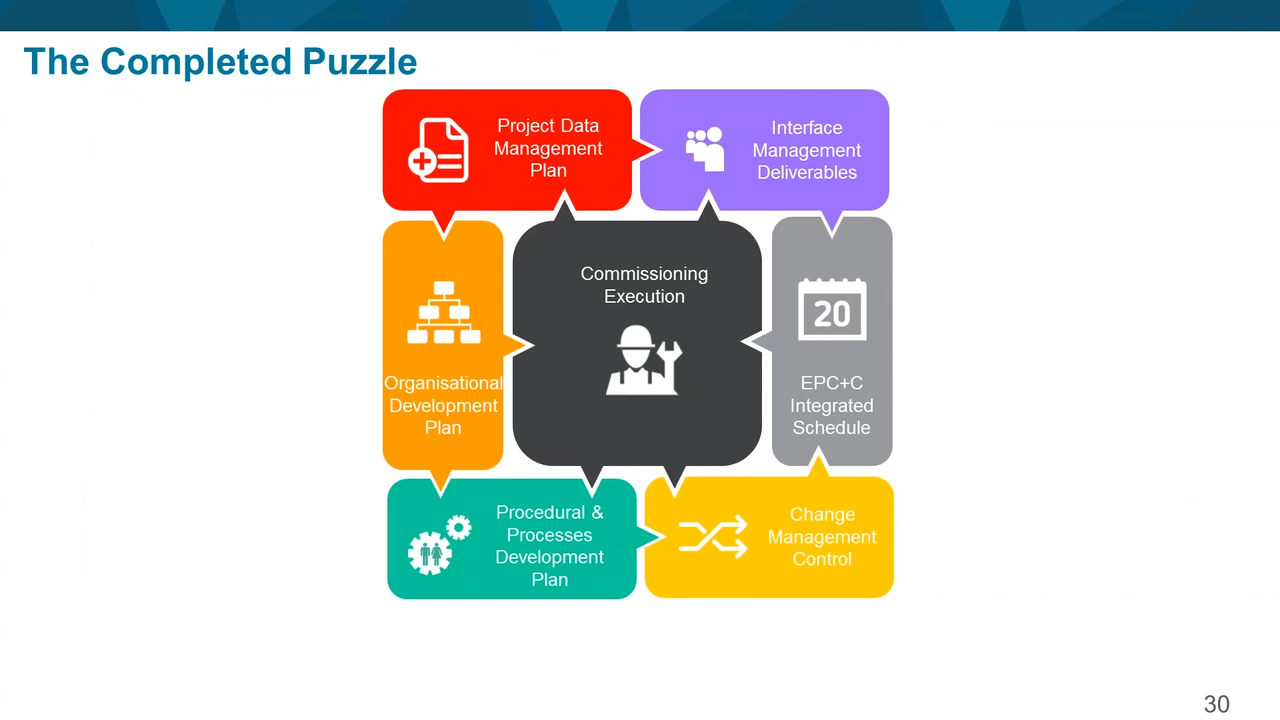 The Completed Puzzle
Project Data
Management
Plan
Interface
Management
Deliverables
Commissioning
Execution
20
Organisational
Development
Plan
EPC+C
Integrated
Schedule
Procedural &
Processes
Development
Plan
Change
Management
Control
30